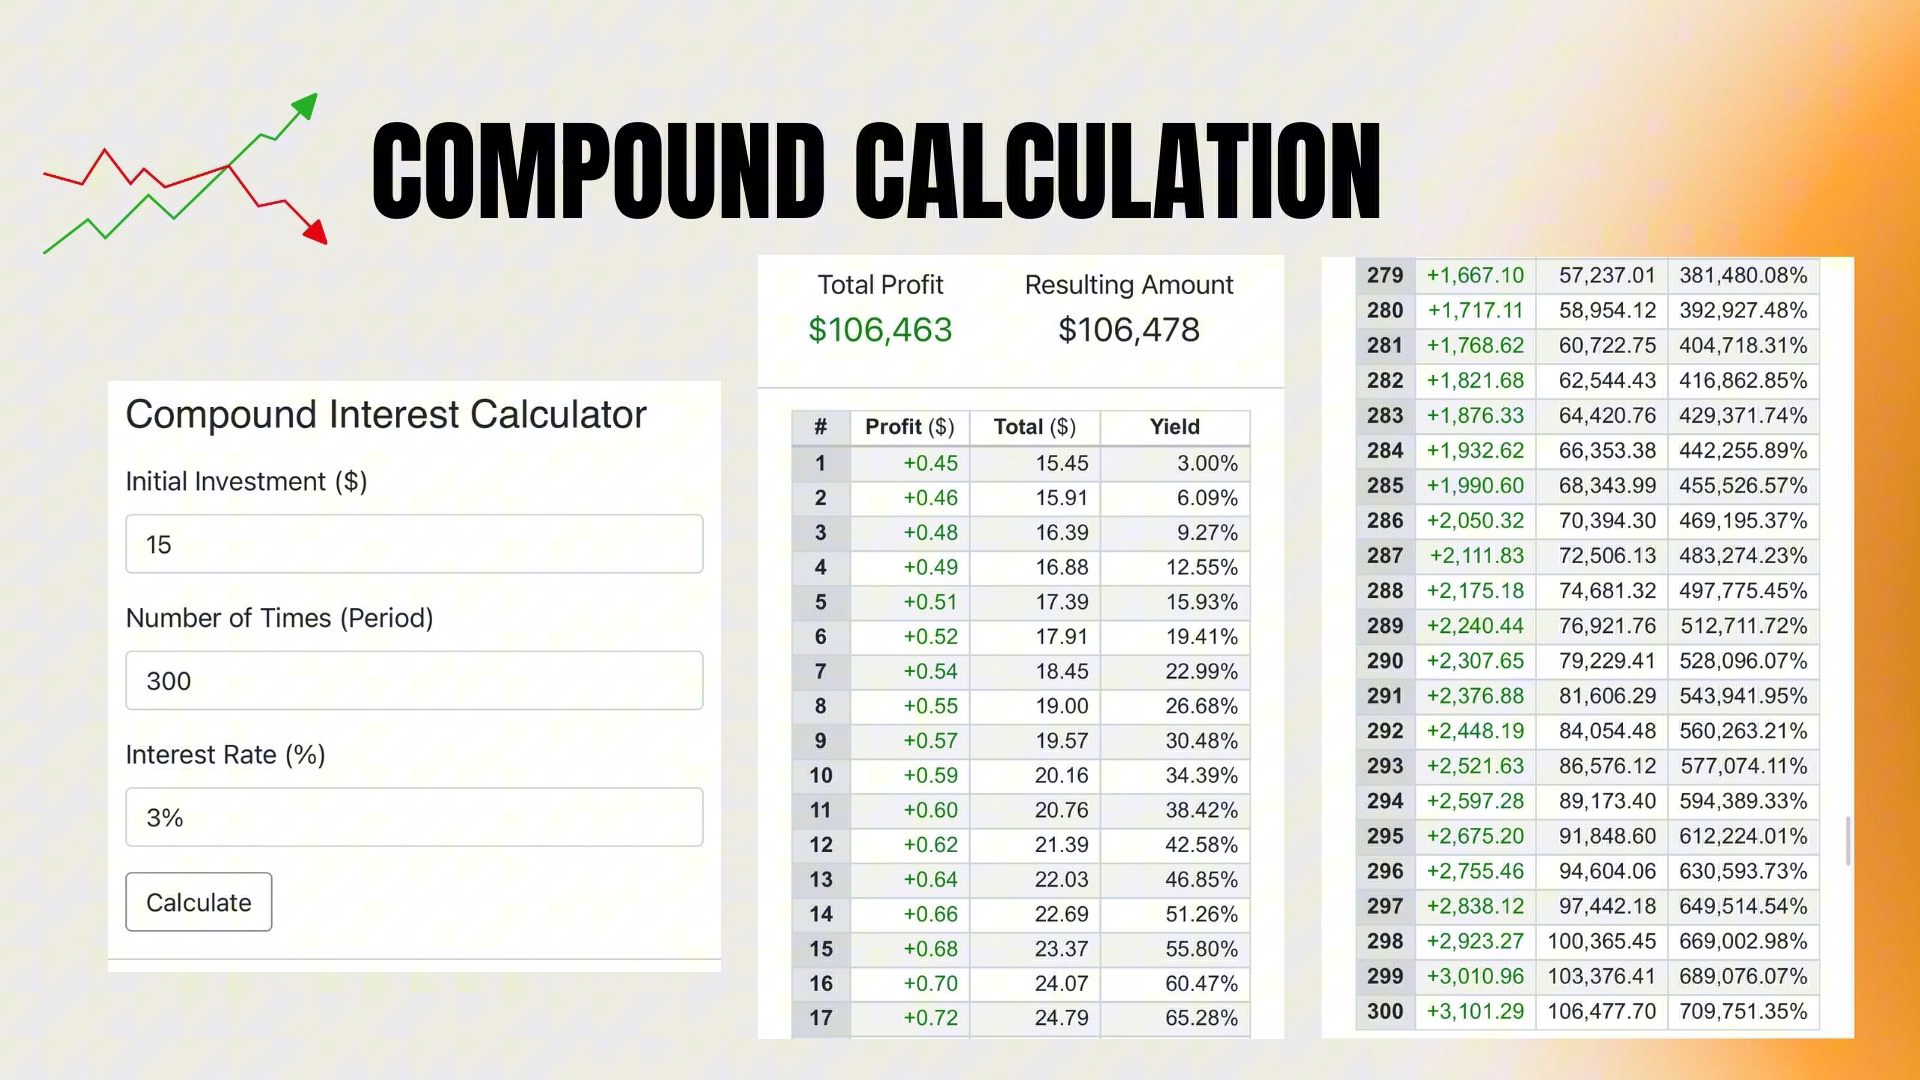 COMPOUND CALCULATION
Compound Interest Calculator
Initial Investment ($)
15
Number of Times (Period)
300
Interest Rate (%)
3%
Calculate
Total Profit Resulting Amount
$106,463 $106,478
# Profit ($) Total ($) Yield
1 +0.45 15.45 3.00%
2 +0.46 15.91 6.09%
3 +0.48 16.39 9.27%
4 +0.49 16.88 12.55%
5 +0.51 17.39 15.93%
6 +0.52 17.91 19.41%
7 +0.54 18.45 22.99%
8 +0.55 19.00 26.68%
9 +0.57 19.57 30.48%
10 +0.59 20.16 34.39%
11 +0.60 20.76 38.42%
12 +0.62 21.39 42.58%
13 +0.64 22.03 46.85%
14 +0.66 22.69 51.26%
15 +0.68 23.37 55.80%
16 +0.70 24.07 60.47%
17 +0.72 24.79 65.28%
279 +1,667.10 57,237.01 381,480.08%
280 +1,717.11 58,954.12 392,927.48%
281 +1,768.62 60,722.75 404,718.31%
282 +1,821.68 62,544.43 416,862.85%
283 +1,876.33 64,420.76 429,371.74%
284 +1,932.62 66,353.38 442,255.89%
285 +1,990.60 68,343.99 455,526.57%
286 +2,050.32 70,394.30 469,195.37%
287 +2,111.83 72,506.13 483,274.23%
288 +2,175.18 74,681.32 497,775.45%
289 +2,240.44 76,921.76 512,711.72%
290 +2,307.65 79,229.41 528,096.07%
291 +2,376.88 81,606.29 543,941.95%
292 +2,448.19 84,054.48 560,263.21%
293 +2,521.63 86,576.12 577,074.11%
294 +2,597.28 89,173.40 594,389.33%
295 +2,675.20 91,848.60 612,224.01%
296 +2,755.46 94,604.06 630,593.73%
297 +2,838.12 97,442.18 649,514.54%
298 +2,923.27 100,365.45 669,002.98%
299 +3,010.96 103,376.41 689,076.07%
300 +3,101.29 106,477.70 709,751.35%